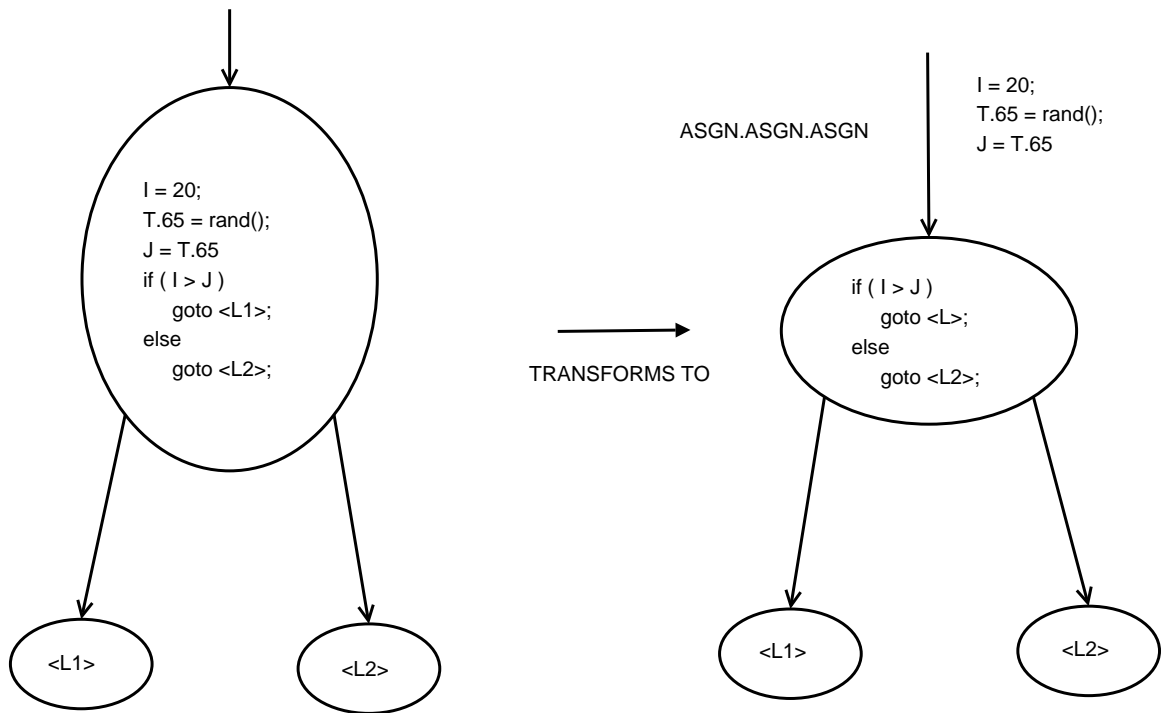 I = 20;
T.65 = rand();
J = T.65
if ( I > J )
goto <L1>;
else
goto <L2>;
<L1>
<L2>
TRANSFORMS TO
ASGN.ASGN.ASGN
I = 20;
T.65 = rand();
J = T.65
if ( I > J )
goto <L>;
else
goto <L2>;
<L1>
<L2>